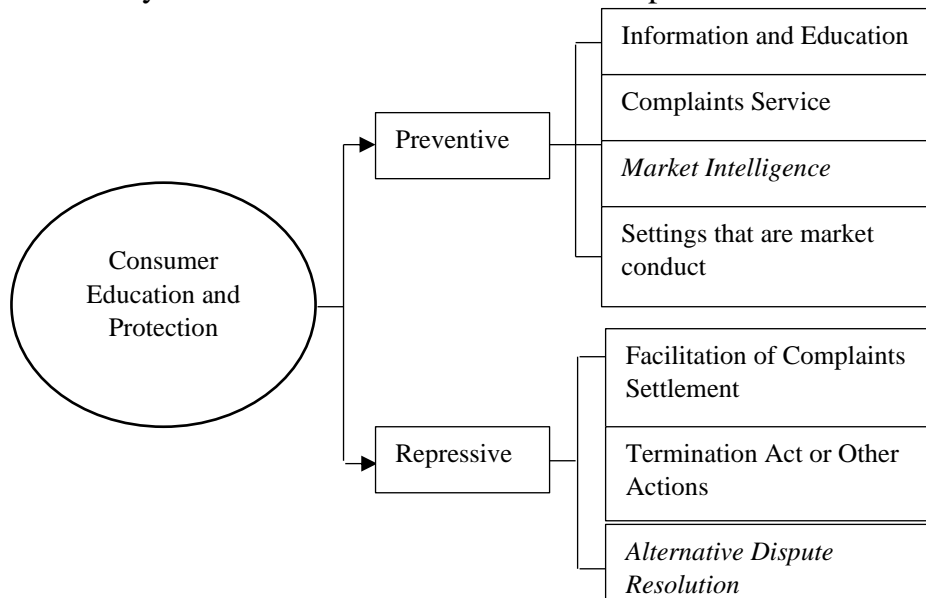 Information and Education
Complaints Service
Preventive
Market Intelligence
Settings that are market
conduct
Consumer
Education and
Protection
Facilitation of Complaints
Settlement
Repressive
Termination Act or Other
Actions
Alternative Dispute
Resolution